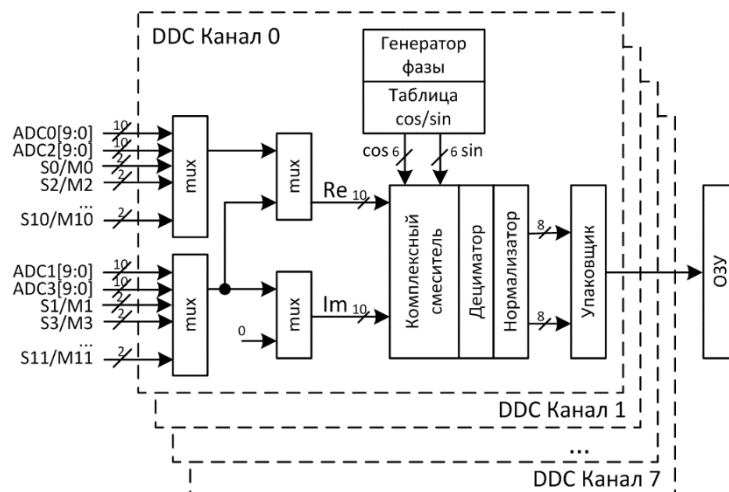 DDC Канал 0
Генератор
фазы
Таблица
cos/sin
cos 6
6 sin
ADC0[9:0] 10
ADC2[9:0] 10
S0/M0 2
S2/M2 2
...
S10/M10 2
mux
mux
Re 10
ADC1[9:0] 10
ADC3[9:0] 10
S1/M1 2
S3/M3 2
...
S11/M11 2
mux
0
mux
Im 10
Комплексный
смеситель
Дециматор
Нормализатор
8
8
Упаковщик
ОЗУ
DDC Канал 1
...
DDC Канал 7